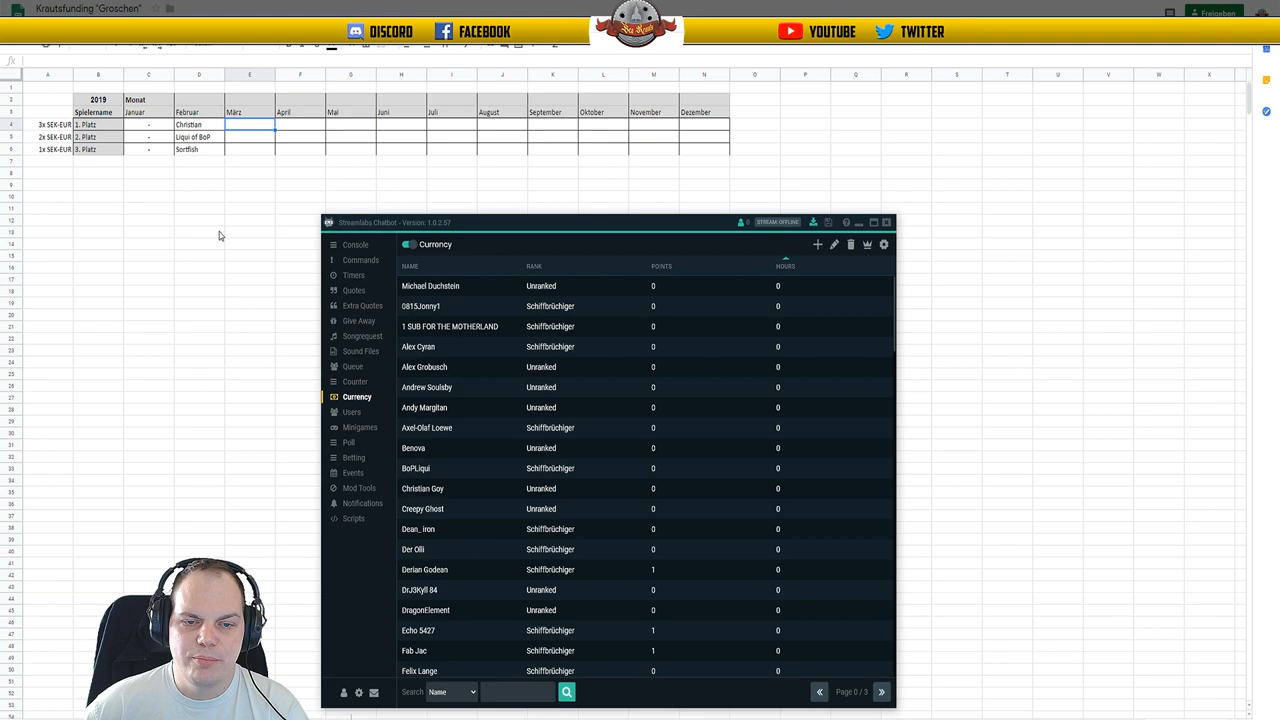 Krautsfunding "Groschen"
Freigeben
DISCORD FACEBOOK Sea Krauts YOUTUBE TWITTER
fx
A B C D E F G H I J K L M N O P Q R S T U V W X
2019 Monat
Spielername Januar Februar März April Mai Juni Juli August September Oktober November Dezember
3x SEK-EUR 1. Platz - Christian
2x SEK-EUR 2. Platz - Liqui of BoP
1x SEK-EUR 3. Platz - Sortfish
Streamlabs Chatbot - Version: 1.0.2.57 0 STREAM OFFLINE
Console
Commands
Timers
Quotes
Extra Quotes
Give Away
Songrequest
Sound Files
Queue
Counter
Currency
Users
Minigames
Poll
Betting
Events
Mod Tools
Notifications
Scripts
Currency
NAME RANK POINTS HOURS
Michael Duchstein Unranked 0 0
0815Jonny1 Schiffbrüchiger 0 0
1 SUB FOR THE MOTHERLAND Schiffbrüchiger 0 0
Alex Cyran Schiffbrüchiger 0 0
Alex Grobusch Unranked 0 0
Andrew Soulsby Unranked 0 0
Andy Margitan Unranked 0 0
Axel-Olaf Loewe Schiffbrüchiger 0 0
Benova Unranked 0 0
BoPLiqui Schiffbrüchiger 0 0
Christian Goy Unranked 0 0
Creepy Ghost Unranked 0 0
Dean_ iron Schiffbrüchiger 0 0
Der Olli Schiffbrüchiger 0 0
Derian Godean Schiffbrüchiger 1 0
DrJ3Kyll 84 Unranked 0 0
DragonElement Unranked 0 0
Echo 5427 Schiffbrüchiger 1 0
Fab Jac Schiffbrüchiger 1 0
Felix Lange Schiffbrüchiger 0 0
Search Name Page 0 / 3